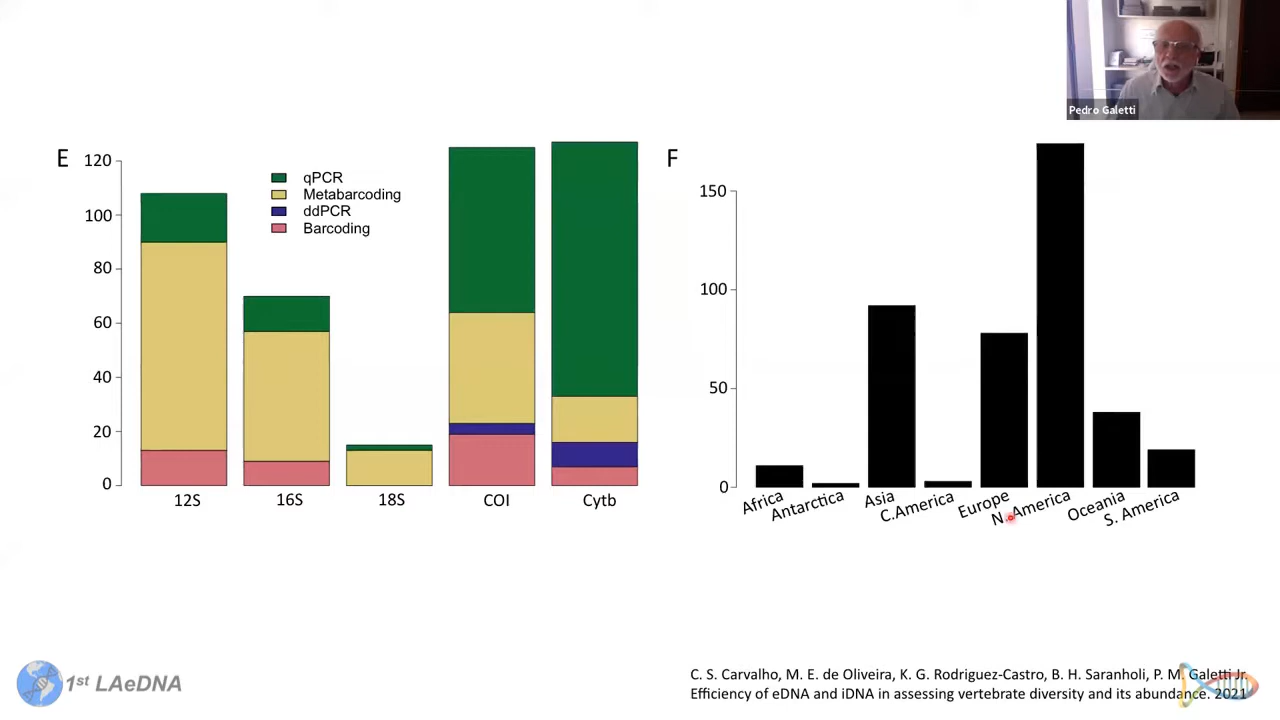 Pedro Galetti
E
120
100
80
60
40
20
0
qPCR
Metabarcoding
ddPCR
Barcoding
12S
16S
18S
COI
Cytb
F
150
100
50
0
Africa
Antarctica
Asia
C.America
Europe
N. America
Oceania
S. America
1st LAeDNA
C. S. Carvalho, M. E. de Oliveira, K. G. Rodriguez-Castro, B. H. Saranholi, P. M. Galetti Jr.
Efficiency of eDNA and iDNA in assessing vertebrate diversity and its abundance. 2021